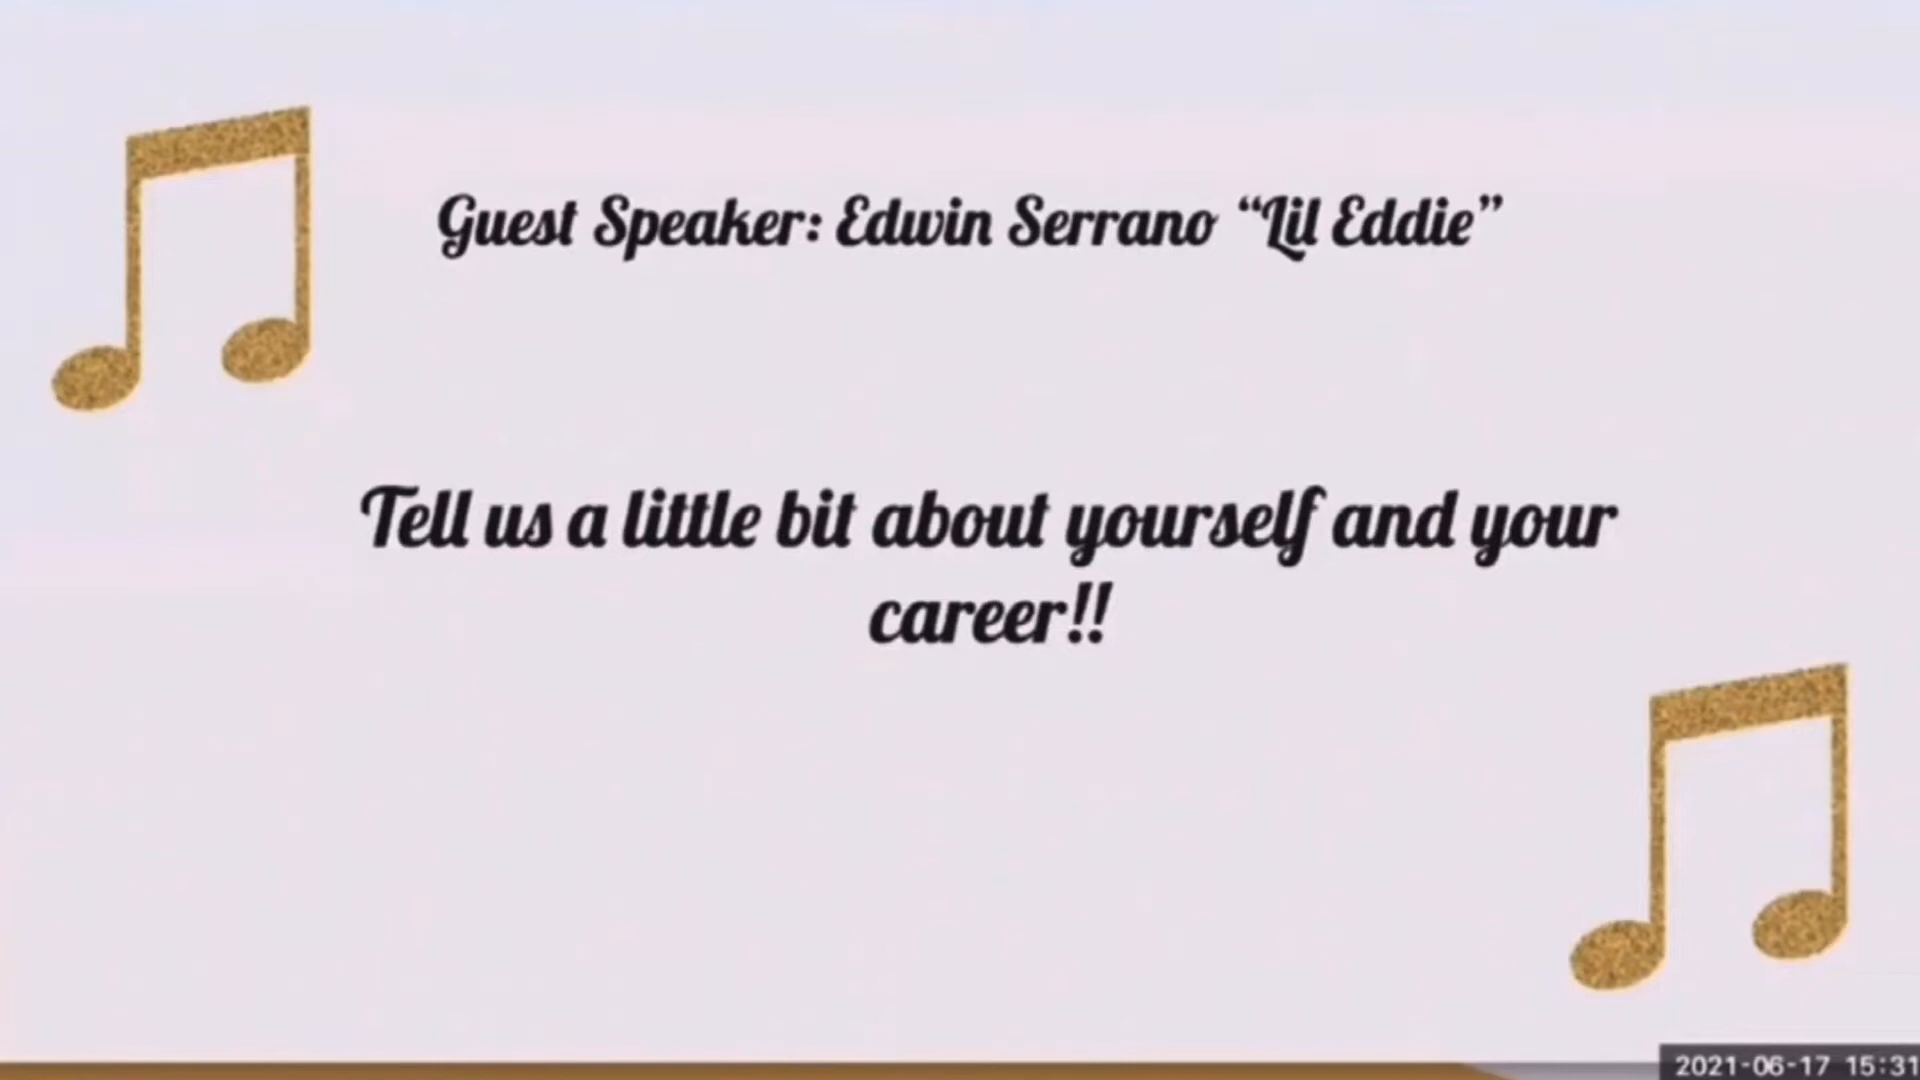 Guest Speaker: Edwin Serrano “Lil Eddie”
Tell us a little bit about yourself and your
career!!
2021-06-17 15:31